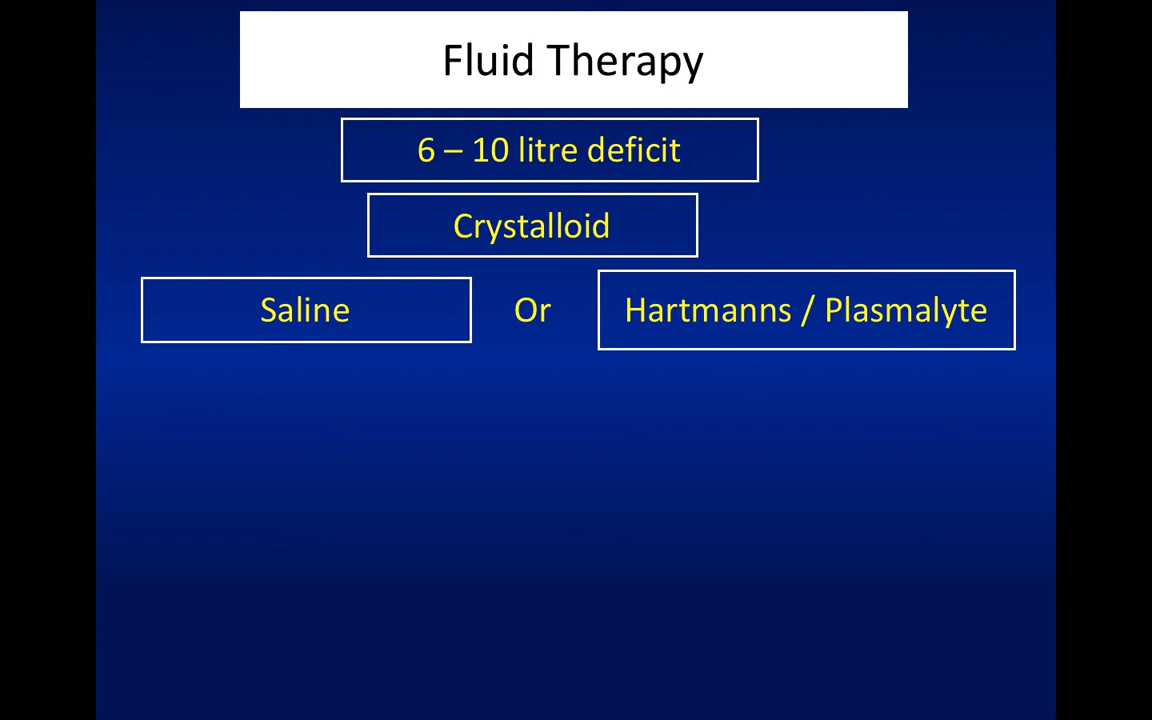 Fluid Therapy
6 – 10 litre deficit
Crystalloid
Saline Or Hartmanns / Plasmalyte